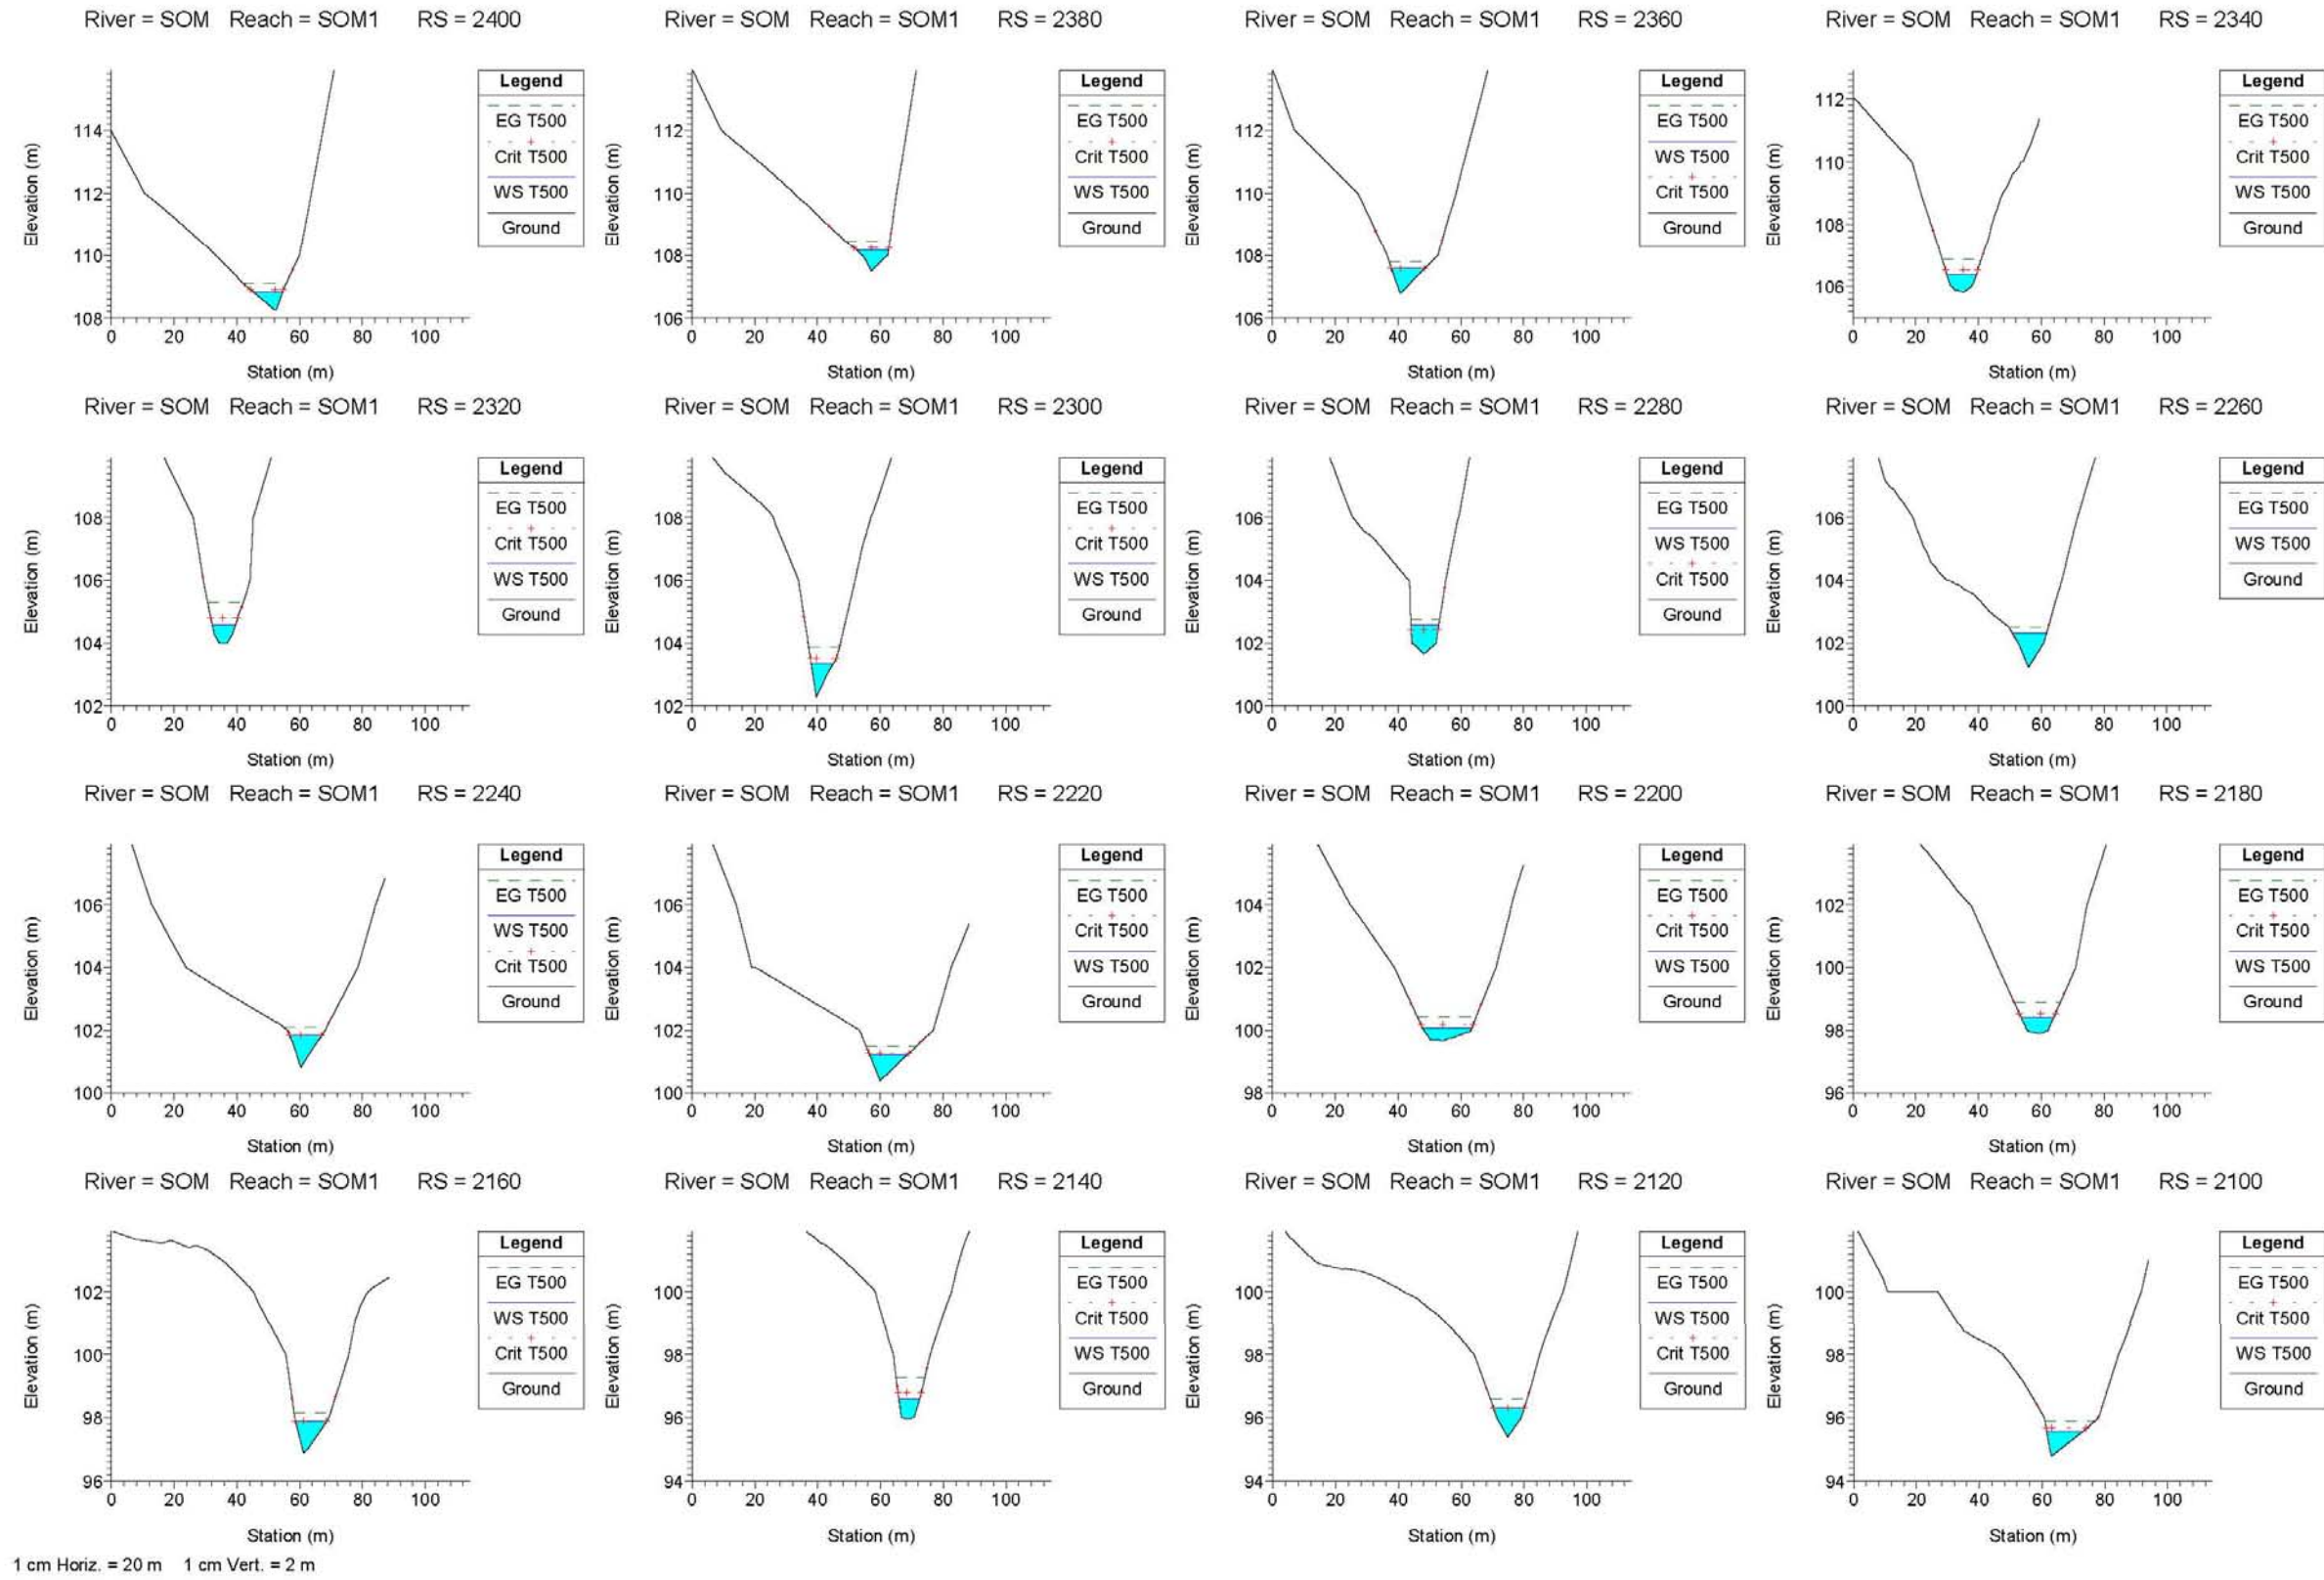 River = SOM Reach = SOM1 RS = 2400
Legend
EG T500
Crit T500
WS T500
Ground
Elevation (m)
114
112
110
108
0 20 40 60 80 100
Station (m)
River = SOM Reach = SOM1 RS = 2380
Legend
EG T500
Crit T500
WS T500
Ground
Elevation (m)
112
110
108
106
0 20 40 60 80 100
Station (m)
River = SOM Reach = SOM1 RS = 2360
Legend
EG T500
WS T500
Crit T500
Ground
Elevation (m)
112
110
108
106
0 20 40 60 80 100
Station (m)
River = SOM Reach = SOM1 RS = 2340
Legend
EG T500
Crit T500
WS T500
Ground
Elevation (m)
112
110
108
106
0 20 40 60 80 100
Station (m)
River = SOM Reach = SOM1 RS = 2320
Legend
EG T500
Crit T500
WS T500
Ground
Elevation (m)
108
106
104
102
0 20 40 60 80 100
Station (m)
River = SOM Reach = SOM1 RS = 2300
Legend
EG T500
Crit T500
WS T500
Ground
Elevation (m)
108
106
104
102
0 20 40 60 80 100
Station (m)
River = SOM Reach = SOM1 RS = 2280
Legend
EG T500
WS T500
Crit T500
Ground
Elevation (m)
106
104
102
100
0 20 40 60 80 100
Station (m)
River = SOM Reach = SOM1 RS = 2260
Legend
EG T500
WS T500
Ground
Elevation (m)
106
104
102
100
0 20 40 60 80 100
Station (m)
River = SOM Reach = SOM1 RS = 2240
Legend
EG T500
WS T500
Crit T500
Ground
Elevation (m)
106
104
102
100
0 20 40 60 80 100
Station (m)
River = SOM Reach = SOM1 RS = 2220
Legend
EG T500
Crit T500
WS T500
Ground
Elevation (m)
106
104
102
100
0 20 40 60 80 100
Station (m)
River = SOM Reach = SOM1 RS = 2200
Legend
EG T500
Crit T500
WS T500
Ground
Elevation (m)
104
102
100
98
0 20 40 60 80 100
Station (m)
River = SOM Reach = SOM1 RS = 2180
Legend
EG T500
Crit T500
WS T500
Ground
Elevation (m)
102
100
98
96
0 20 40 60 80 100
Station (m)
River = SOM Reach = SOM1 RS = 2160
Legend
EG T500
WS T500
Crit T500
Ground
Elevation (m)
102
100
98
96
0 20 40 60 80 100
Station (m)
River = SOM Reach = SOM1 RS = 2140
Legend
EG T500
Crit T500
WS T500
Ground
Elevation (m)
100
98
96
94
0 20 40 60 80 100
Station (m)
River = SOM Reach = SOM1 RS = 2120
Legend
EG T500
WS T500
Crit T500
Ground
Elevation (m)
100
98
96
94
0 20 40 60 80 100
Station (m)
River = SOM Reach = SOM1 RS = 2100
Legend
EG T500
Crit T500
WS T500
Ground
Elevation (m)
100
98
96
94
0 20 40 60 80 100
Station (m)
1 cm Horiz. = 20 m 1 cm Vert. = 2 m